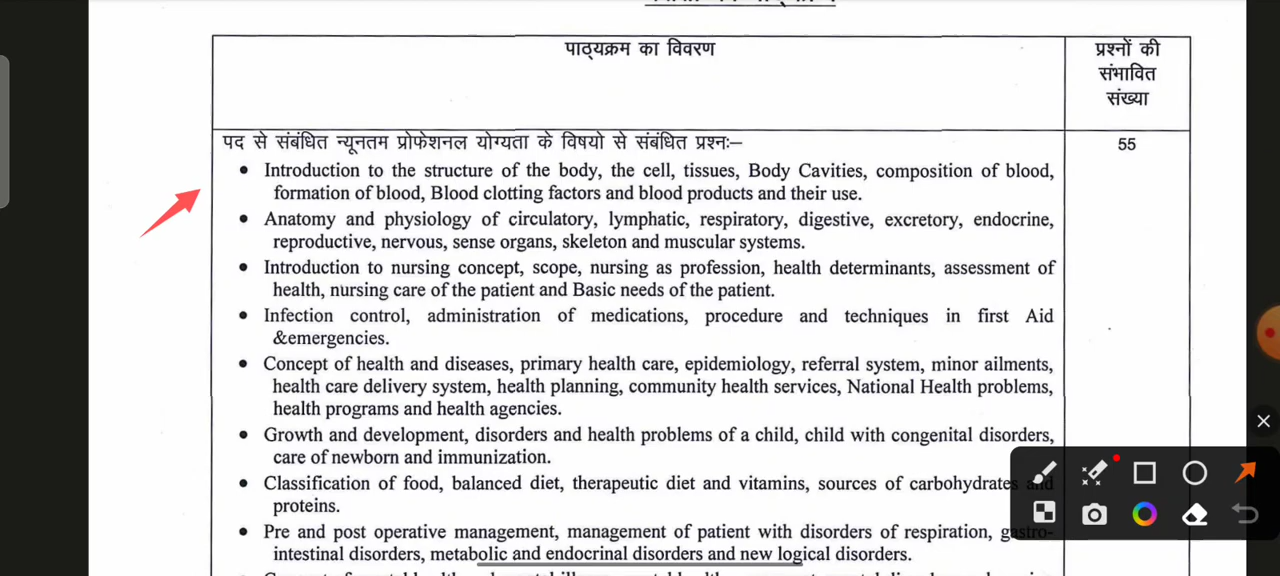 पाठ्यक्रम का विवरण
प्रश्नों की
संभावित
संख्या
पद से संबंधित न्यूनतम प्रोफेशनल योग्यता के विषयो से संबंधित प्रश्नः–
55
• Introduction to the structure of the body, the cell, tissues, Body Cavities, composition of blood,
formation of blood, Blood clotting factors and blood products and their use.
• Anatomy and physiology of circulatory, lymphatic, respiratory, digestive, excretory, endocrine,
reproductive, nervous, sense organs, skeleton and muscular systems.
• Introduction to nursing concept, scope, nursing as profession, health determinants, assessment of
health, nursing care of the patient and Basic needs of the patient.
• Infection control, administration of medications, procedure and techniques in first Aid
&emergencies.
• Concept of health and diseases, primary health care, epidemiology, referral system, minor ailments,
health care delivery system, health planning, community health services, National Health problems,
health programs and health agencies.
• Growth and development, disorders and health problems of a child, child with congenital disorders,
care of newborn and immunization.
• Classification of food, balanced diet, therapeutic diet and vitamins, sources of carbohydrates and
proteins.
• Pre and post operative management, management of patient with disorders of respiration, gastro-
intestinal disorders, metabolic and endocrinal disorders and new logical disorders.